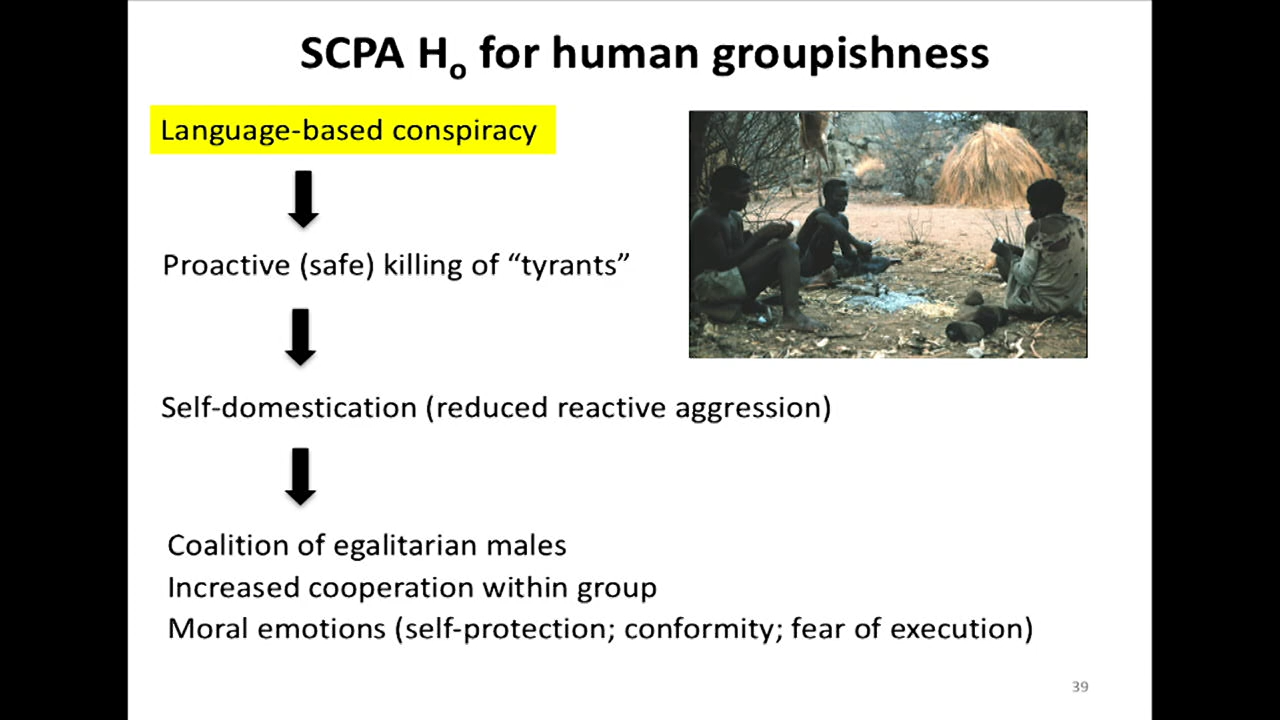 SCPA Ho for human groupishness
Language-based conspiracy
Proactive (safe) killing of “tyrants”
Self-domestication (reduced reactive aggression)
Coalition of egalitarian males
Increased cooperation within group
Moral emotions (self-protection; conformity; fear of execution)
39